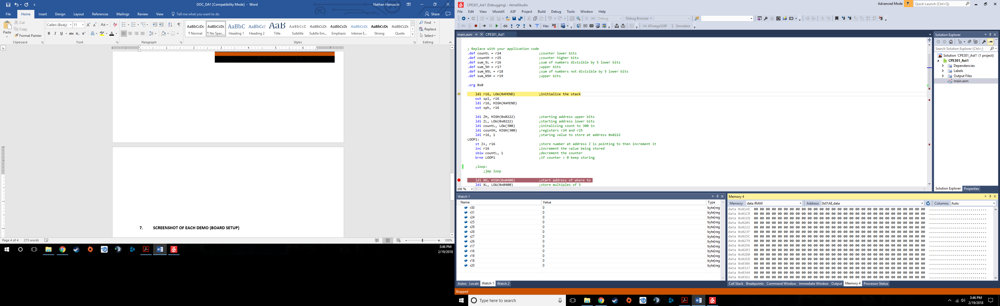 DOC_DA1 [Compatibility Mode] - Word
Nathan Hanuscin
File Home Insert Design Layout References Mailings Review View Tell me what you want to do Share
Paste
Cut
Copy
Format Painter
Clipboard
Calibri (Body) 11
Font
Paragraph
AaBbCcDc AaBbCcDc AaBbC AaBbCcI AaB AaBbCcD AaBbCcDc AaBbCcDc AaBbCcDc AaBbCcDc AaBbCcDc
¶ Normal ¶ No Spac... Heading 1 Heading 2 Title Subtitle Subtle Em... Emphasis Intense E... Strong Quote
Styles
Find
Replace
Select
Editing
7. SCREENSHOT OF EACH DEMO (BOARD SETUP)
Page 4 of 4 273 words
100%
3:46 PM
2/19/2018
CPE301_Ast1 (Debugging) - AtmelStudio
Advanced Mode
Quick Launch (Ctrl+Q)
File Edit View VAssistX ASF Project Build Debug Tools Window Help
Debug Debug Browser
Hex ATmega328P Simulator
main.asm CPE301_Ast1
; Replace with your application code
.def countL = r24 ;counter lower bits
.def countH = r25 ;counter higher bits
.def sum_5L = r16 ;sum of numbers divisible by 5 lower bits
.def sum_5H = r17 ;upper bits
.def sum_N5L = r18 ;sum of numbers not divisible by 5 lower bits
.def sum_N5H = r19 ;upper bits
.org 0x0
ldi r16, LOW(RAMEND) ;initialize the stack
out spl, r16
ldi r16, HIGH(RAMEND)
out sph, r16
ldi ZH, HIGH(0x0222) ;starting address upper bits
ldi ZL, LOW(0x0222) ;starting address lower bits
ldi countL, LOW(300) ;initalizing count to 300 in
ldi countH, HIGH(300) ;registers r24 and r25
ldi r16, 1 ;staring value to store at address 0x0222
LOOP1:
st Z+, r16 ;store number at address Z is pointing to then increment it
inc r16 ;increment the value being stored
sbiw countL, 1 ;decrement the counter
brne LOOP1 ;if counter > 0 keep storing
;loop:
;jmp loop
ldi XH, HIGH(0x0400) ;start address of where to
ldi XL, LOW(0x0400) ;store multiples of 5
100 %
Solution Explorer
Search Solution Explorer (Ctrl+;)
Solution 'CPE301_Ast1' (1 project)
CPE301_Ast1
Dependencies
Labels
Output Files
main.asm
Solution Explorer Properties
Watch 1
Name Value Type
r30 0 byte{reg
r31 0 byte{reg
r24 0 byte{reg
r25 0 byte{reg
r29 0 byte{reg
r28 0 byte{reg
r27 0 byte{reg
r26 0 byte{reg
r17 0 byte{reg
r16 0 byte{reg
r19 0 byte{reg
r18 0 byte{reg
r20 0 byte{reg
Autos Locals Watch 1 Watch 2
Memory 4
Memory: data IRAM Address: 0x01AE,data Columns: Auto
data 0x01AE 00 00 00 00 00 00 00 00 00 00 00 00 00 00 00 00 00 00 00 00 00 00 00 00 00 00 00 00 00 .............................
data 0x01CB 00 00 00 00 00 00 00 00 00 00 00 00 00 00 00 00 00 00 00 00 00 00 00 00 00 00 00 00 00 .............................
data 0x01E8 00 00 00 00 00 00 00 00 00 00 00 00 00 00 00 00 00 00 00 00 00 00 00 00 00 00 00 00 00 .............................
data 0x0205 00 00 00 00 00 00 00 00 00 00 00 00 00 00 00 00 00 00 00 00 00 00 00 00 00 00 00 00 00 .............................
data 0x0222 00 00 00 00 00 00 00 00 00 00 00 00 00 00 00 00 00 00 00 00 00 00 00 00 00 00 00 00 00 .............................
data 0x023F 00 00 00 00 00 00 00 00 00 00 00 00 00 00 00 00 00 00 00 00 00 00 00 00 00 00 00 00 00 .............................
data 0x025C 00 00 00 00 00 00 00 00 00 00 00 00 00 00 00 00 00 00 00 00 00 00 00 00 00 00 00 00 00 .............................
data 0x0279 00 00 00 00 00 00 00 00 00 00 00 00 00 00 00 00 00 00 00 00 00 00 00 00 00 00 00 00 00 .............................
data 0x0296 00 00 00 00 00 00 00 00 00 00 00 00 00 00 00 00 00 00 00 00 00 00 00 00 00 00 00 00 00 .............................
data 0x02B3 00 00 00 00 00 00 00 00 00 00 00 00 00 00 00 00 00 00 00 00 00 00 00 00 00 00 00 00 00 .............................
data 0x02D0 00 00 00 00 00 00 00 00 00 00 00 00 00 00 00 00 00 00 00 00 00 00 00 00 00 00 00 00 00 .............................
data 0x02ED 00 00 00 00 00 00 00 00 00 00 00 00 00 00 00 00 00 00 00 00 00 00 00 00 00 00 00 00 00 .............................
data 0x030A 00 00 00 00 00 00 00 00 00 00 00 00 00 00 00 00 00 00 00 00 00 00 00 00 00 00 00 00 00 .............................
data 0x0327 00 00 00 00 00 00 00 00 00 00 00 00 00 00 00 00 00 00 00 00 00 00 00 00 00 00 00 00 00 .............................
data 0x0344 00 00 00 00 00 00 00 00 00 00 00 00 00 00 00 00 00 00 00 00 00 00 00 00 00 00 00 00 00 .............................
data 0x0361 00 00 00 00 00 00 00 00 00 00 00 00 00 00 00 00 00 00 00 00 00 00 00 00 00 00 00 00 00 .............................
Call Stack Breakpoints Command Window Immediate Window Output Memory 4 Processor Status
Stopped
Type here to search
3:46 PM
2/19/2018